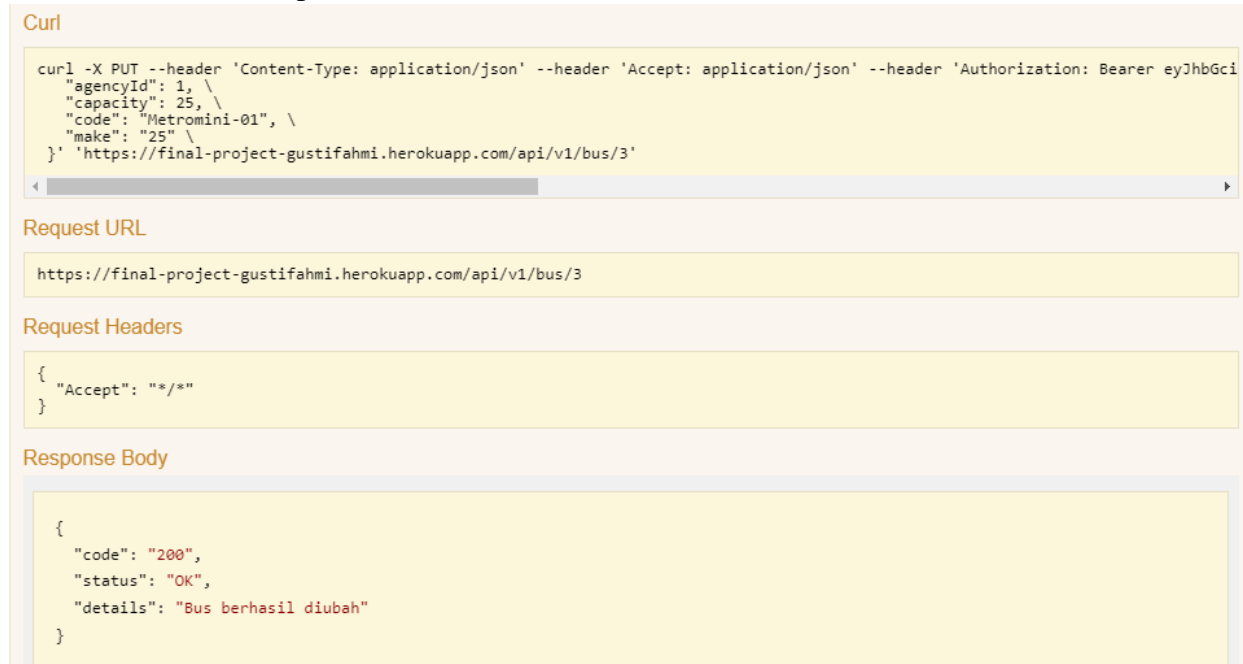 Curl
curl -X PUT --header 'Content-Type: application/json' --header 'Accept: application/json' --header 'Authorization: Bearer eyJhbGci
"agencyId": 1, \
"capacity": 25, \
"code": "Metromini-01", \
"make": "25" \
}' 'https://final-project-gustifahmi.herokuapp.com/api/v1/bus/3'
Request URL
https://final-project-gustifahmi.herokuapp.com/api/v1/bus/3
Request Headers
{
"Accept": "*/*"
}
Response Body
{
"code": "200",
"status": "OK",
"details": "Bus berhasil diubah"
}